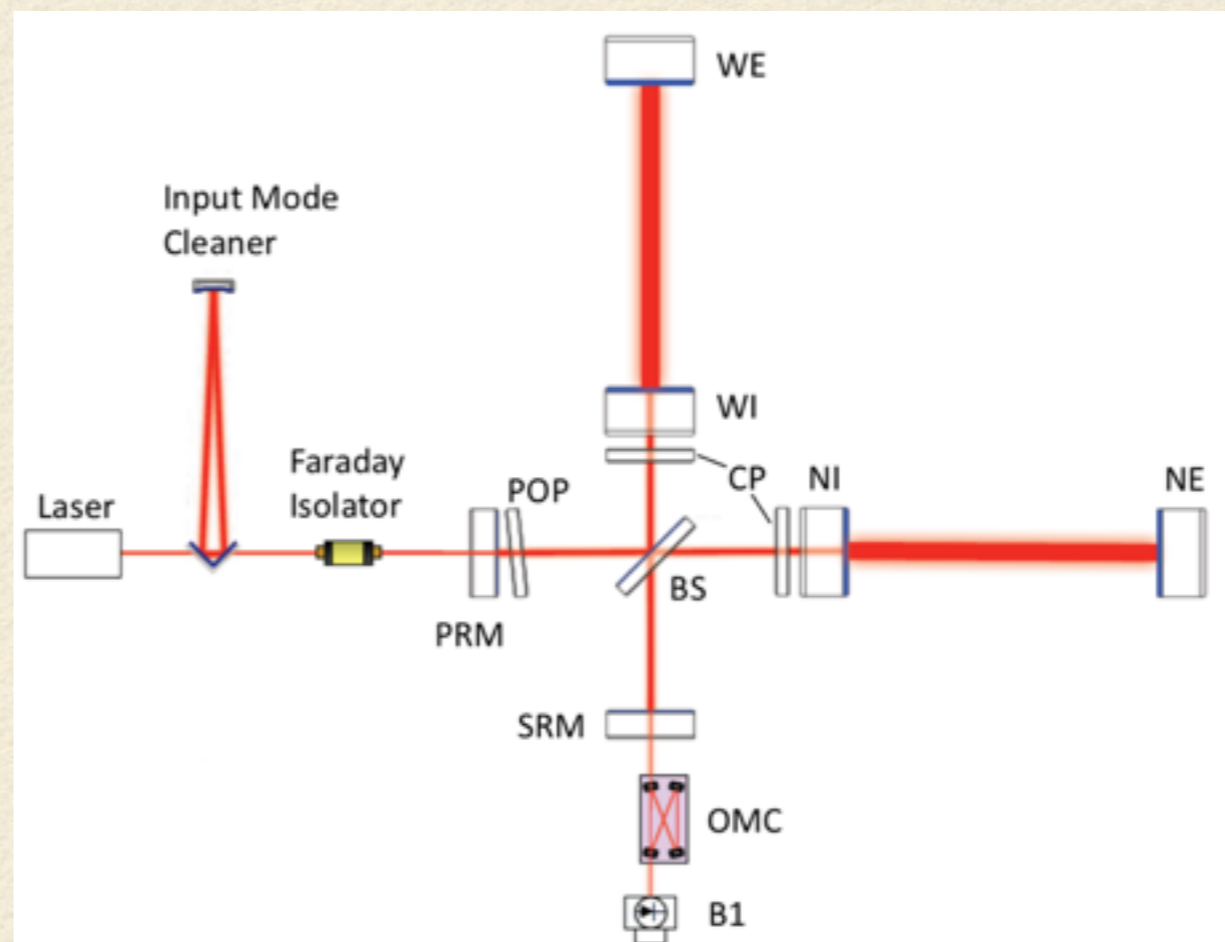 WE
Input Mode
Cleaner
WI
Faraday
Isolator
POP
CP
NI
NE
Laser
BS
PRM
SRM
OMC
B1